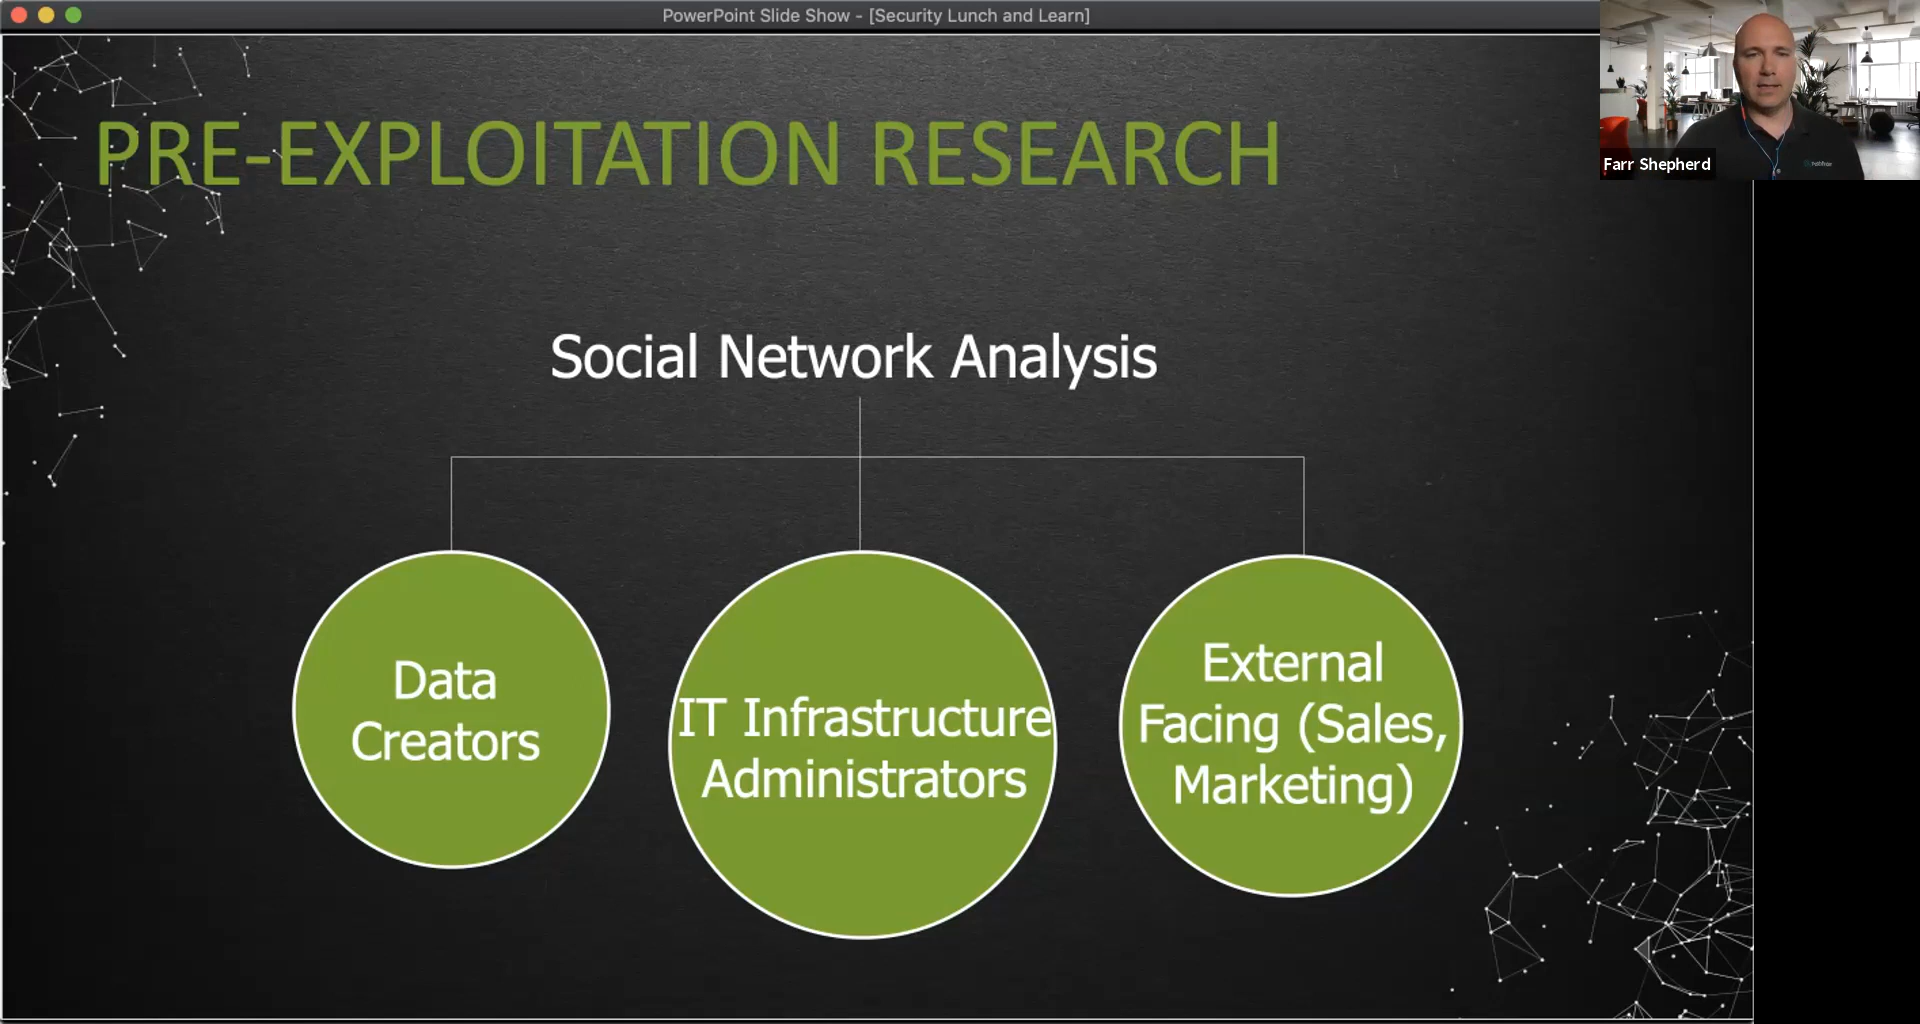 PowerPoint Slide Show - [Security Lunch and Learn]
Farr Shepherd
PRE-EXPLOITATION RESEARCH
Social Network Analysis
Data
Creators
IT Infrastructure
Administrators
External
Facing (Sales,
Marketing)